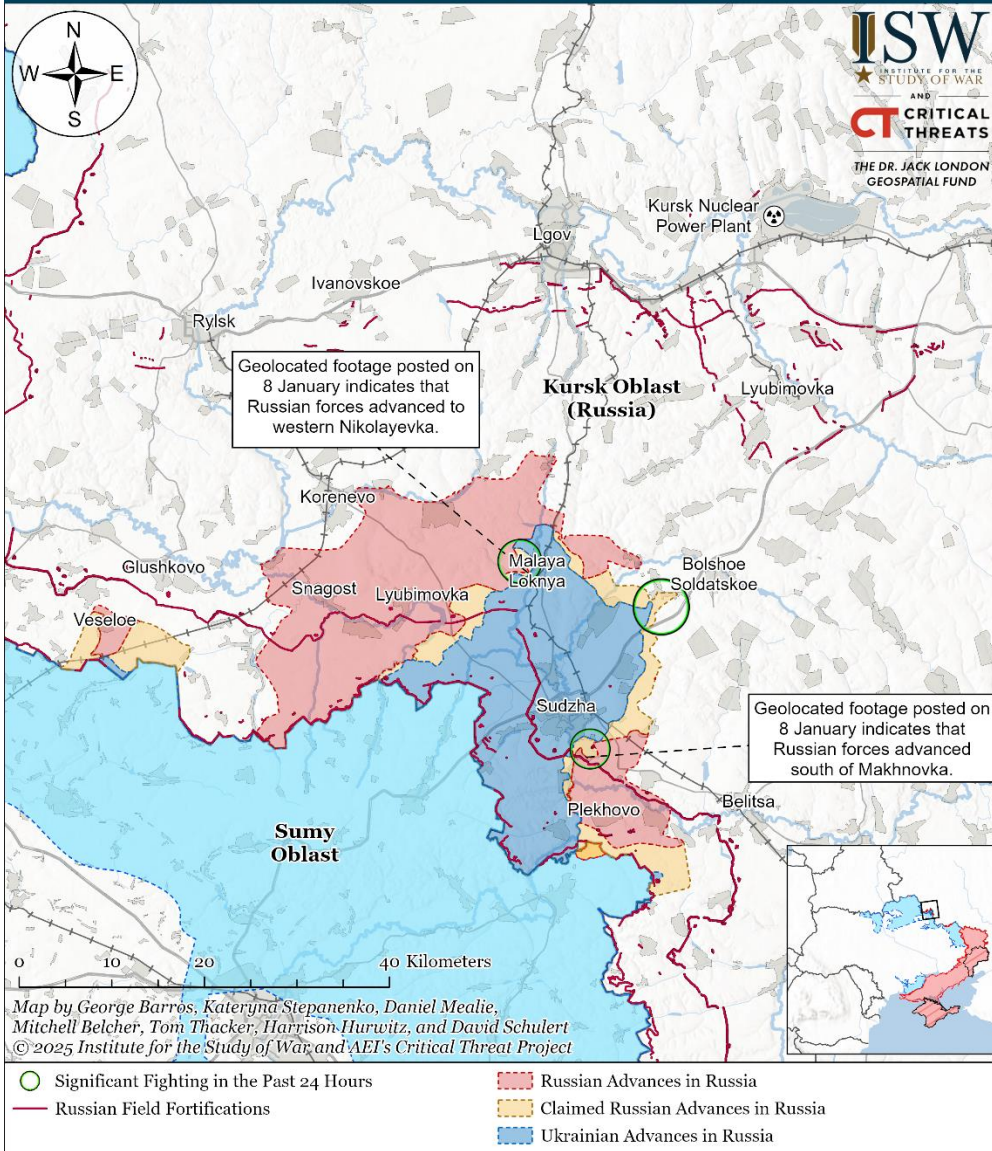 N
W E
S
ISW
INSTITUTE FOR THE
STUDY OF WAR
AND
CT CRITICAL
THREATS
THE DR. JACK LONDON
GEOSPATIAL FUND
Kursk Nuclear
Power Plant
Lgov
Ivanovskoe
Rylsk
Geolocated footage posted on
8 January indicates that
Russian forces advanced to
western Nikolayevka.
Kursk Oblast
(Russia)
Lyubimovka
Korenevo
Glushkovo
Malaya
Loknya
Bolshoe
Soldatskoe
Snagost
Lyubimovka
Veseloe
Sudzha
Geolocated footage posted on
8 January indicates that
Russian forces advanced
south of Makhnovka.
Plekhovo
Belitsa
Sumy
Oblast
0 10 20 40 Kilometers
Map by George Barros, Kateryna Stepanenko, Daniel Mealie,
Mitchell Belcher, Tom Thacker, Harrison Hurwitz, and David Schulert
© 2025 Institute for the Study of War and AEI's Critical Threat Project
Significant Fighting in the Past 24 Hours
Russian Field Fortifications
Russian Advances in Russia
Claimed Russian Advances in Russia
Ukrainian Advances in Russia